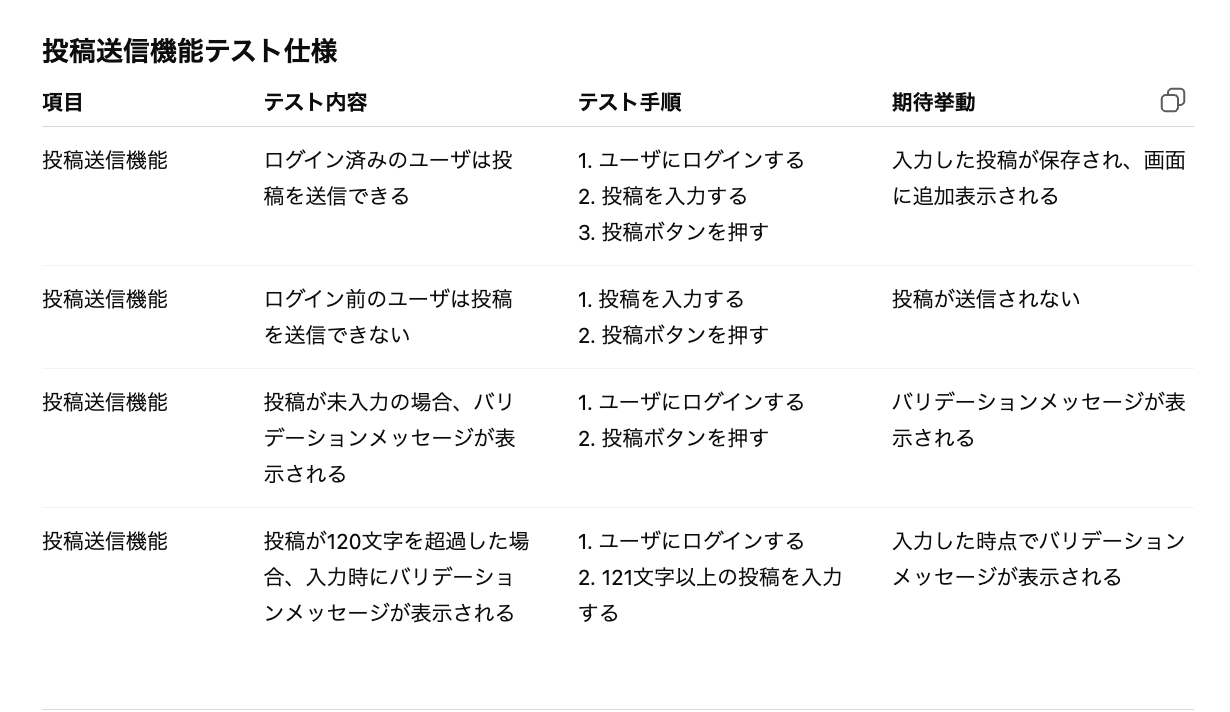 投稿送信機能テスト仕様
項目 テスト内容 テスト手順 期待挙動
投稿送信機能 ログイン済みのユーザは投 1. ユーザにログインする 入力した投稿が保存され、画面
稿を送信できる 2. 投稿を入力する に追加表示される
3. 投稿ボタンを押す
投稿送信機能 ログイン前のユーザは投稿 1. 投稿を入力する 投稿が送信されない
を送信できない 2. 投稿ボタンを押す
投稿送信機能 投稿が未入力の場合、バリ 1. ユーザにログインする バリデーションメッセージが表
デーションメッセージが表 2. 投稿ボタンを押す 示される
示される
投稿送信機能 投稿が120文字を超過した場 1. ユーザにログインする 入力した時点でバリデーション
合、入力時にバリデーショ 2. 121文字以上の投稿を入力 メッセージが表示される
ンメッセージが表示される する